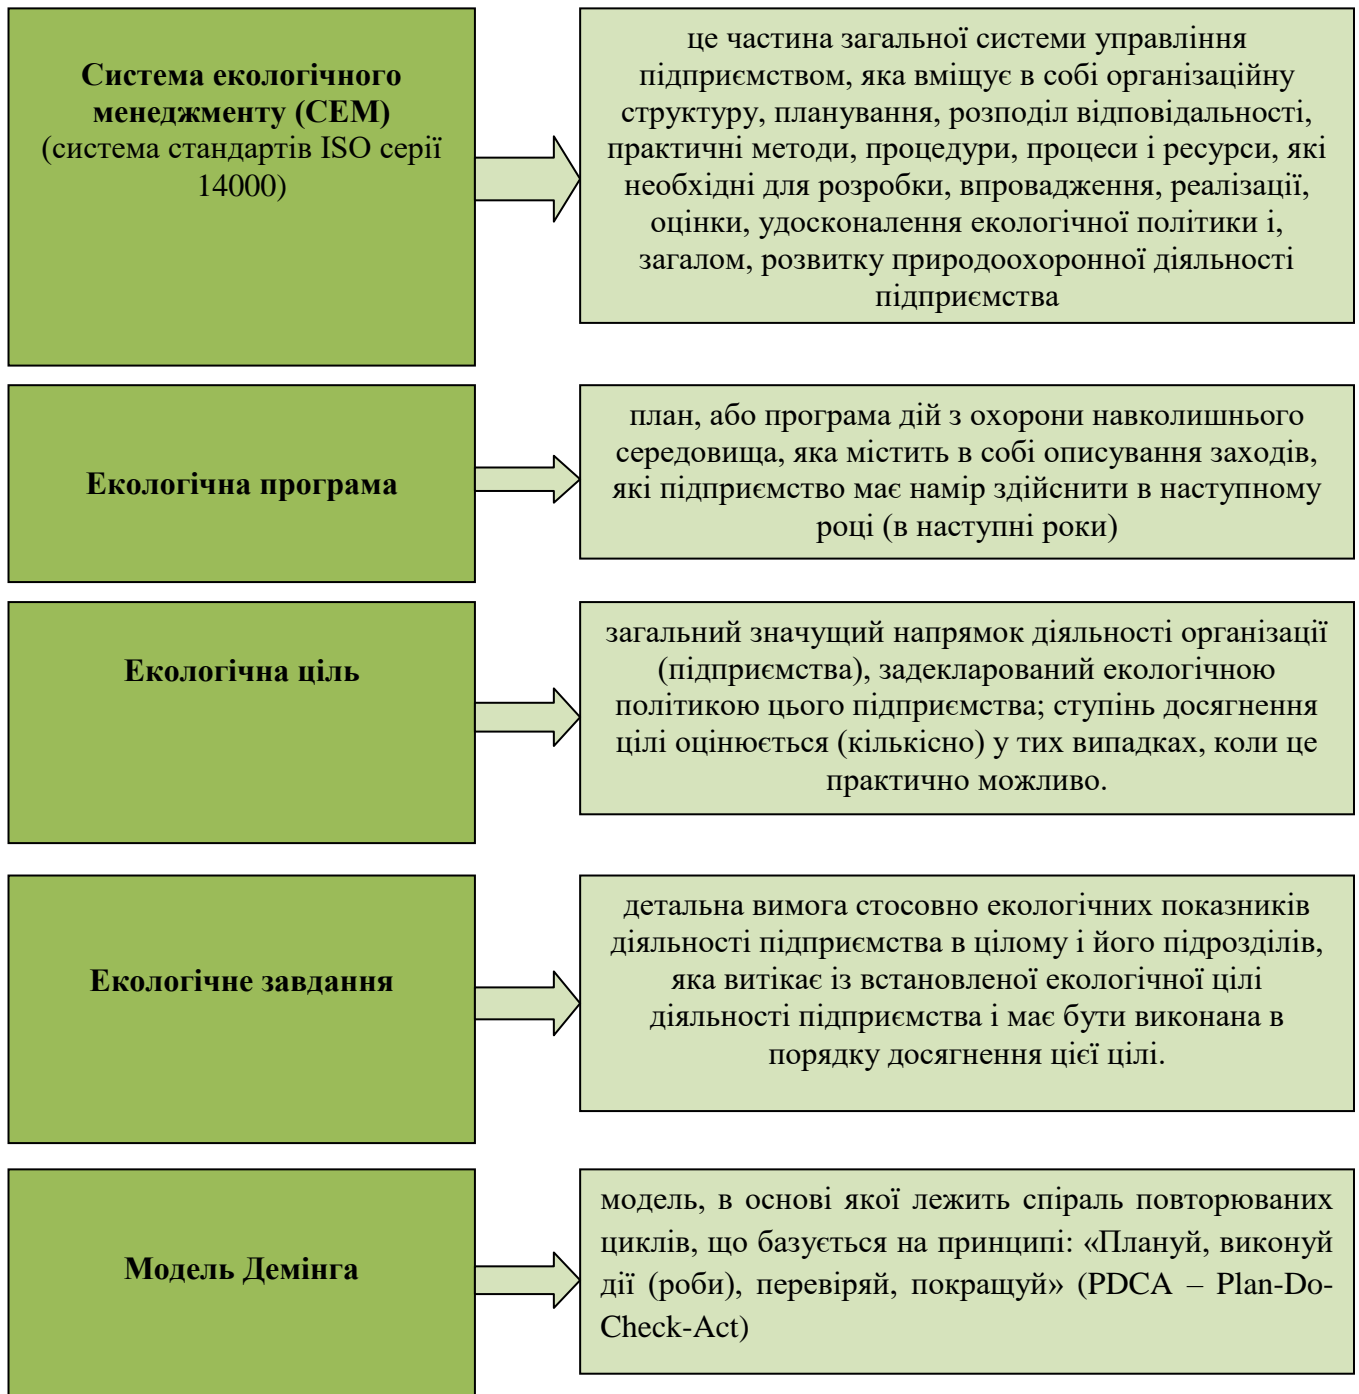 Система екологічного
менеджменту (СЕМ)
(система стандартів ISO серії
14000)
це частина загальної системи управління
підприємством, яка вміщує в собі організаційну
структуру, планування, розподіл відповідальності,
практичні методи, процедури, процеси і ресурси, які
необхідні для розробки, впровадження, реалізації,
оцінки, удосконалення екологічної політики і,
загалом, розвитку природоохоронної діяльності
підприємства
Екологічна програма
план, або програма дій з охорони навколишнього
середовища, яка містить в собі описування заходів,
які підприємство має намір здійснити в наступному
році (в наступні роки)
Екологічна ціль
загальний значущий напрямок діяльності організації
(підприємства), задекларований екологічною
політикою цього підприємства; ступінь досягнення
цілі оцінюється (кількісно) у тих випадках, коли це
практично можливо.
Екологічне завдання
детальна вимога стосовно екологічних показників
діяльності підприємства в цілому і його підрозділів,
яка витікає із встановленої екологічної цілі
діяльності підприємства і має бути виконана в
порядку досягнення цієї цілі.
Модель Демінга
модель, в основі якої лежить спіраль повторюваних
циклів, що базується на принципі: «Плануй, виконуй
дії (роби), перевіряй, покращуй» (PDCA – Plan-Do-
Check-Act)